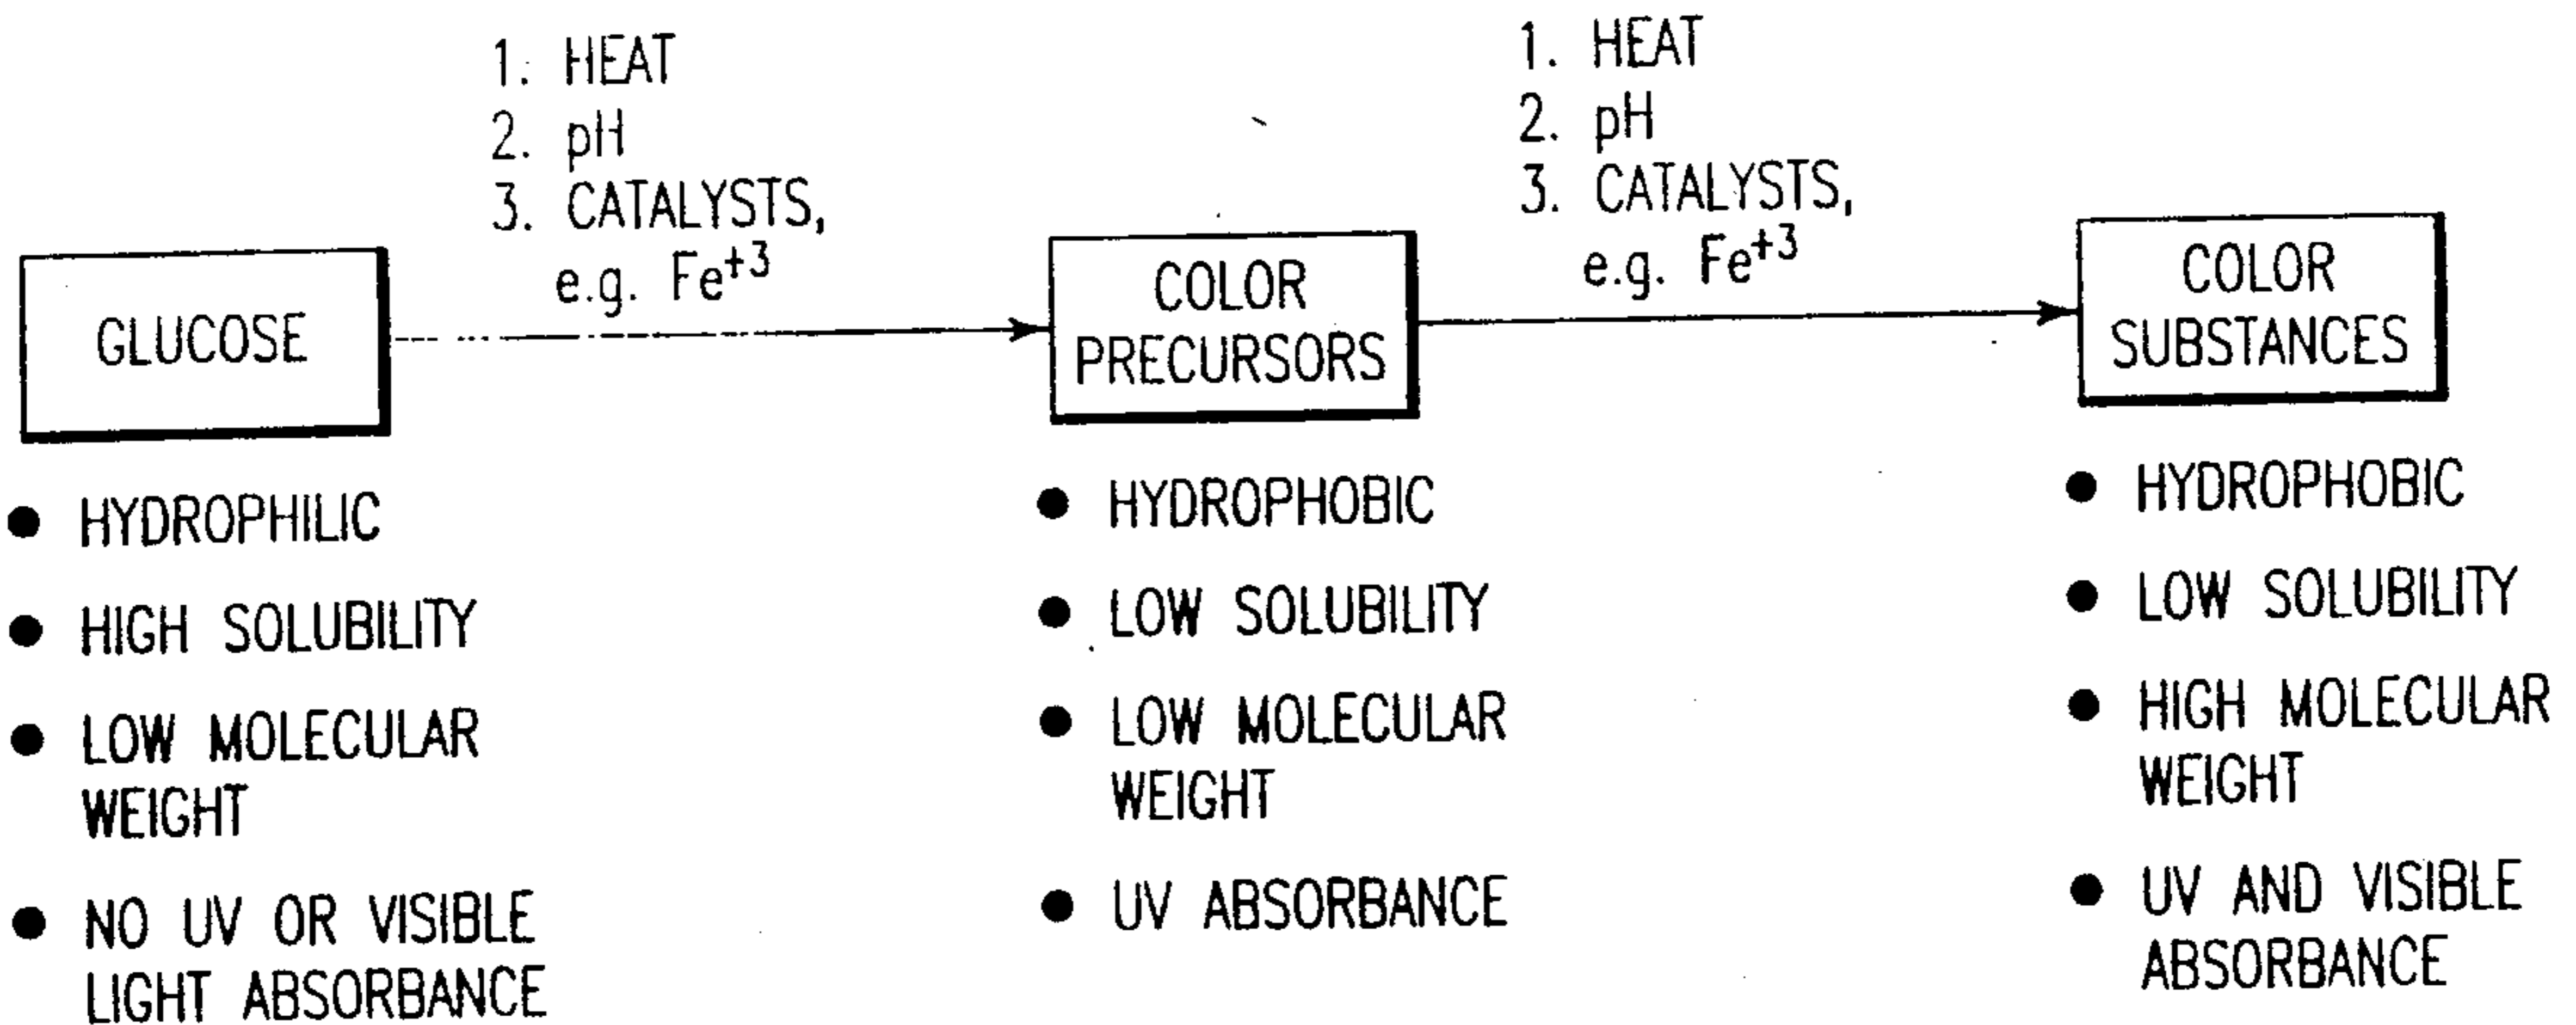 1. HEAT
2. pH
3. CATALYSTS,
e.g. Fe+3
1. HEAT
2. pH
3. CATALYSTS,
e.g. Fe+3
GLUCOSE
COLOR
PRECURSORS
COLOR
SUBSTANCES
● HYDROPHILIC
● HIGH SOLUBILITY
● LOW MOLECULAR
WEIGHT
● NO UV OR VISIBLE
LIGHT ABSORBANCE
● HYDROPHOBIC
● LOW SOLUBILITY
● LOW MOLECULAR
WEIGHT
● UV ABSORBANCE
● HYDROPHOBIC
● LOW SOLUBILITY
● HIGH MOLECULAR
WEIGHT
● UV AND VISIBLE
ABSORBANCE